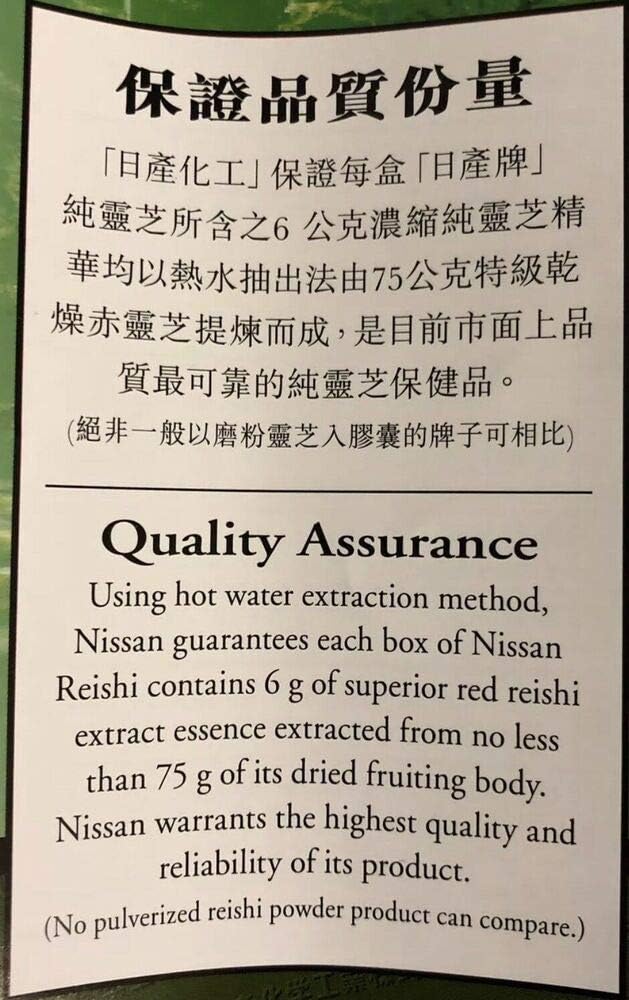 保證品質份量
「日產化工」保證每盒「日產牌」
純靈芝所含之6 公克濃縮純靈芝精
華均以熱水抽出法由75公克特級乾
燥赤靈芝提煉而成，是目前市面上品
質最可靠的純靈芝保健品。
(絕非一般以磨粉靈芝入膠囊的牌子可相比)
Quality Assurance
Using hot water extraction method,
Nissan guarantees each box of Nissan
Reishi contains 6 g of superior red reishi
extract essence extracted from no less
than 75 g of its dried fruiting body.
Nissan warrants the highest quality and
reliability of its product.
(No pulverized reishi powder product can compare.)